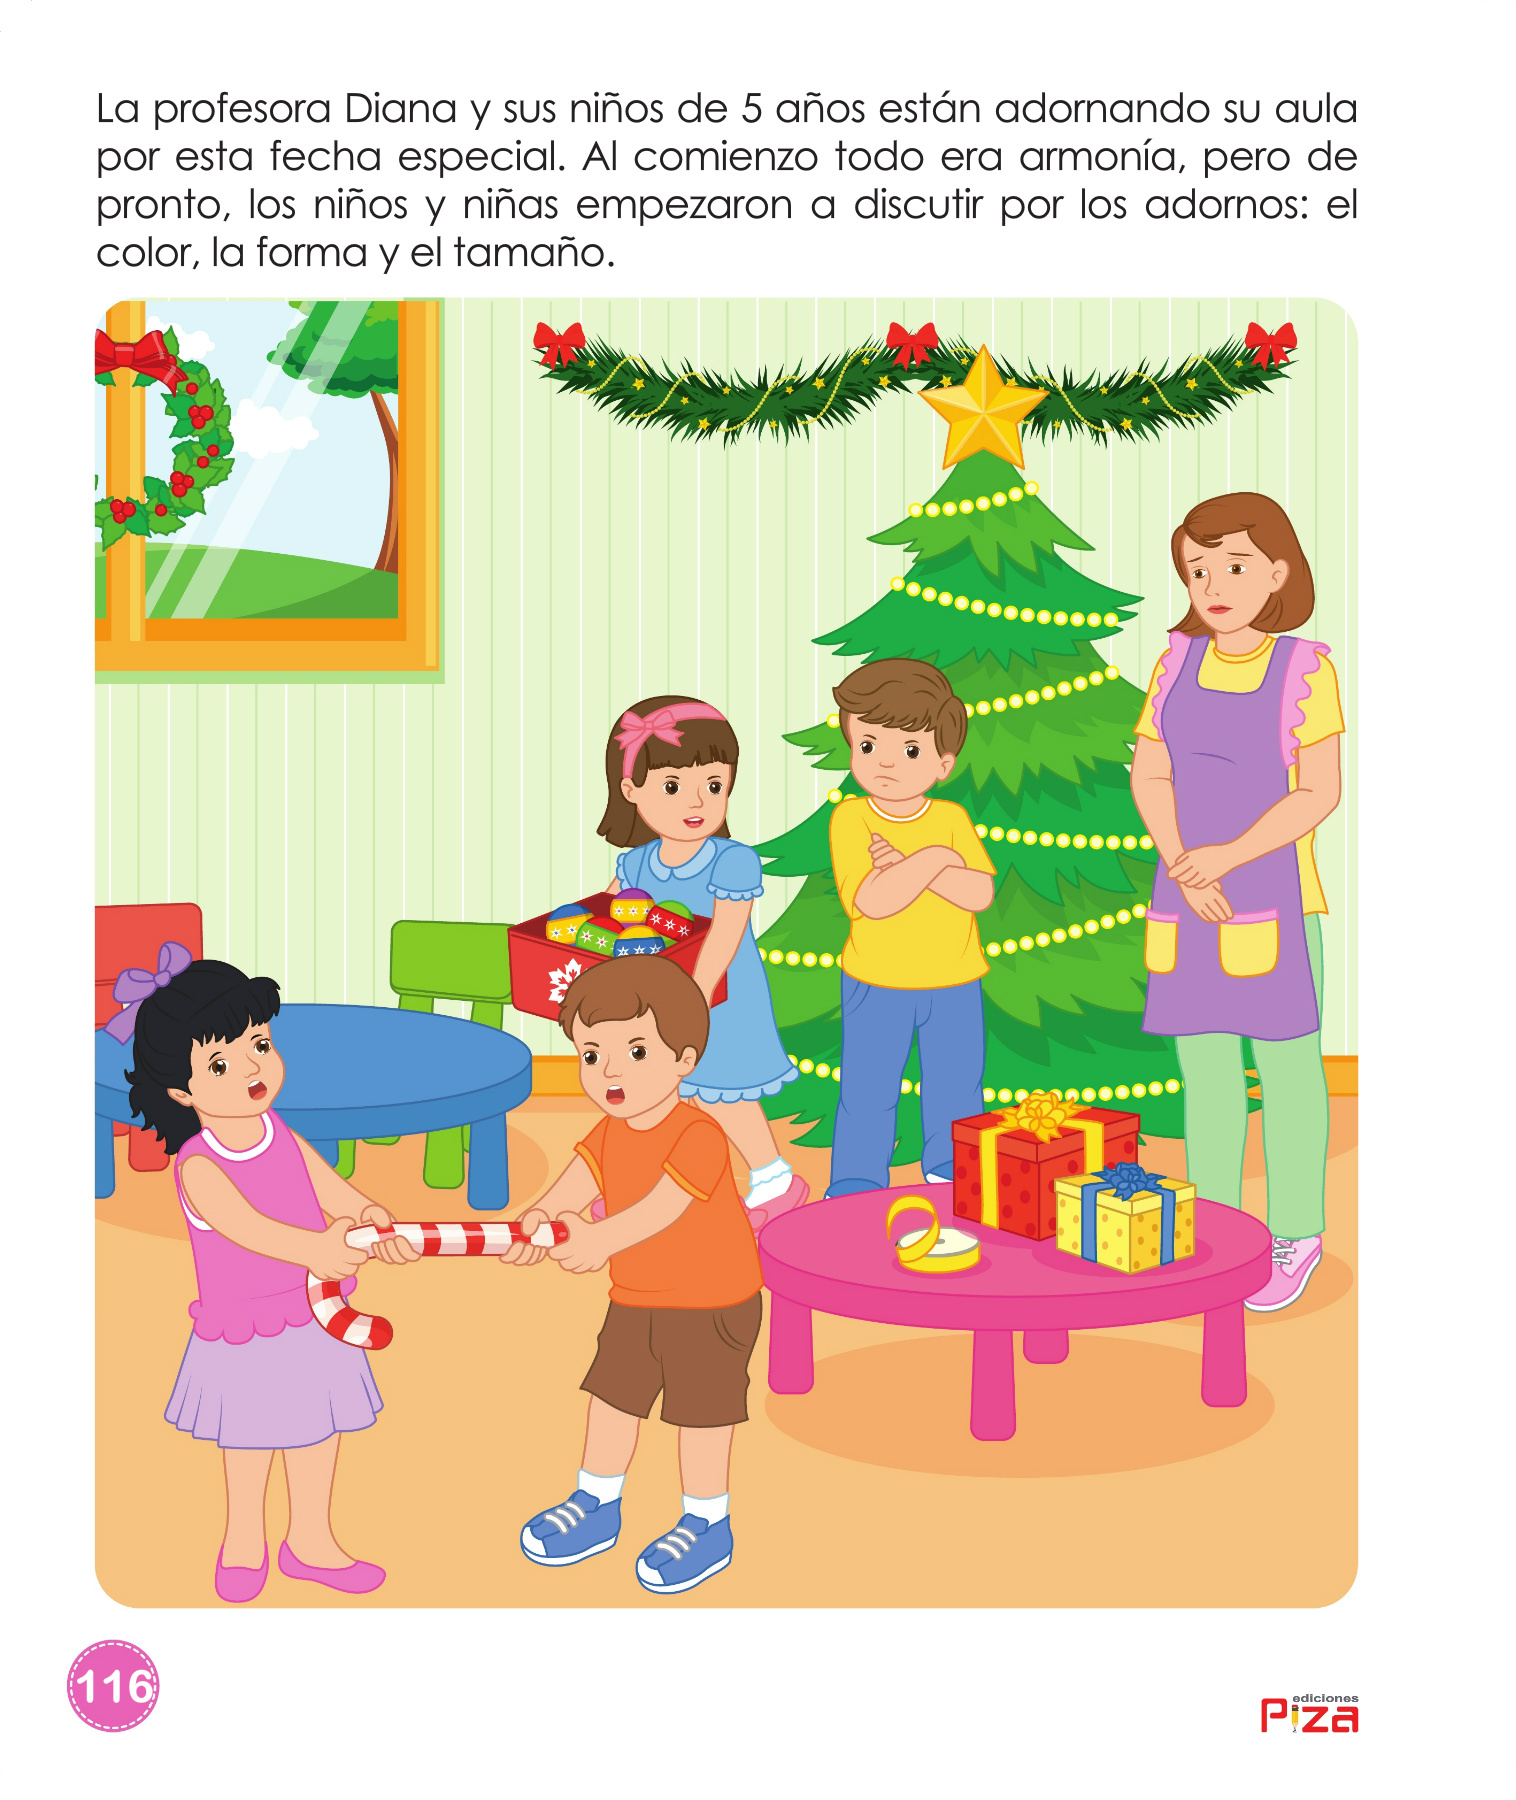 La profesora Diana y sus niños de 5 años están adornando su aula
por esta fecha especial. Al comienzo todo era armonía, pero de
pronto, los niños y niñas empezaron a discutir por los adornos: el
color, la forma y el tamaño.
116
ediciones
Piza